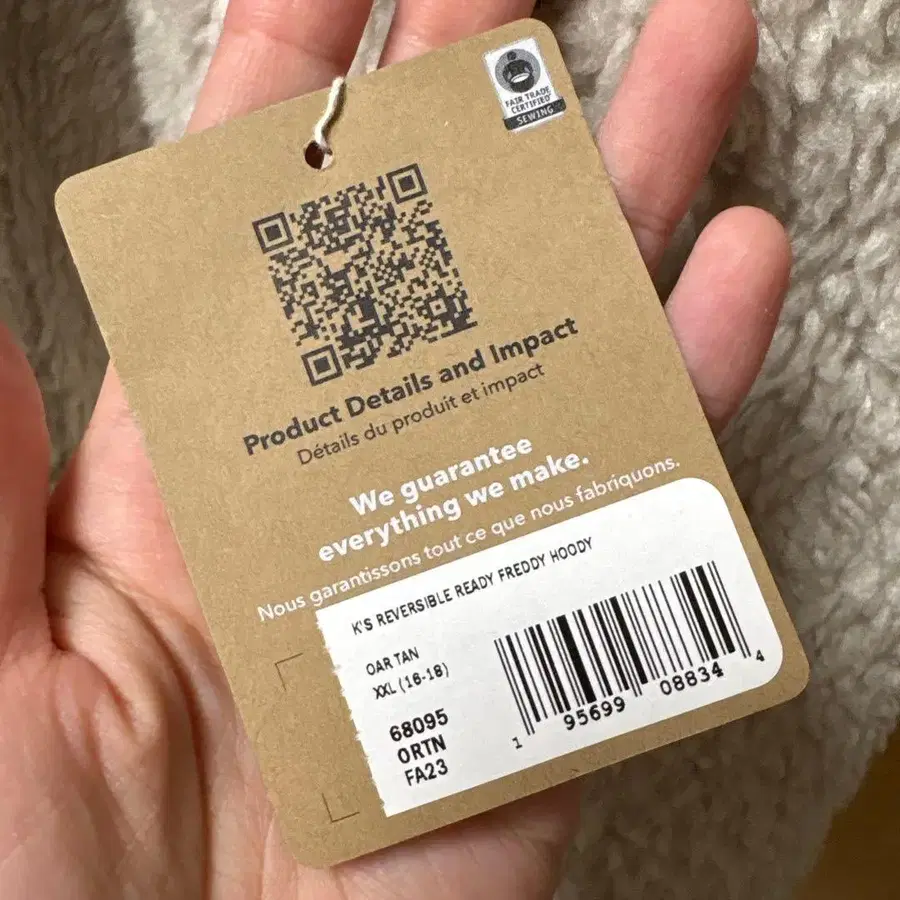 FAIR TRADE
CERTIFIED
SEWING
Product Details and Impact
Détails du produit et impact
We guarantee
everything we make.
Nous garantissons tout ce que nous fabriquons.
K'S REVERSIBLE READY FREDDY HOODY
OAR TAN
XXL (16-18)
68095
ORTN
FA23
1 95699 08834 4